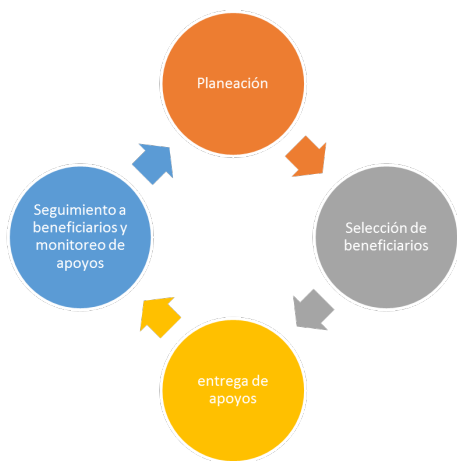 Planeación
Selección de
beneficiarios
entrega de
apoyos
Seguimiento a
beneficiarios y
monitoreo de
apoyos